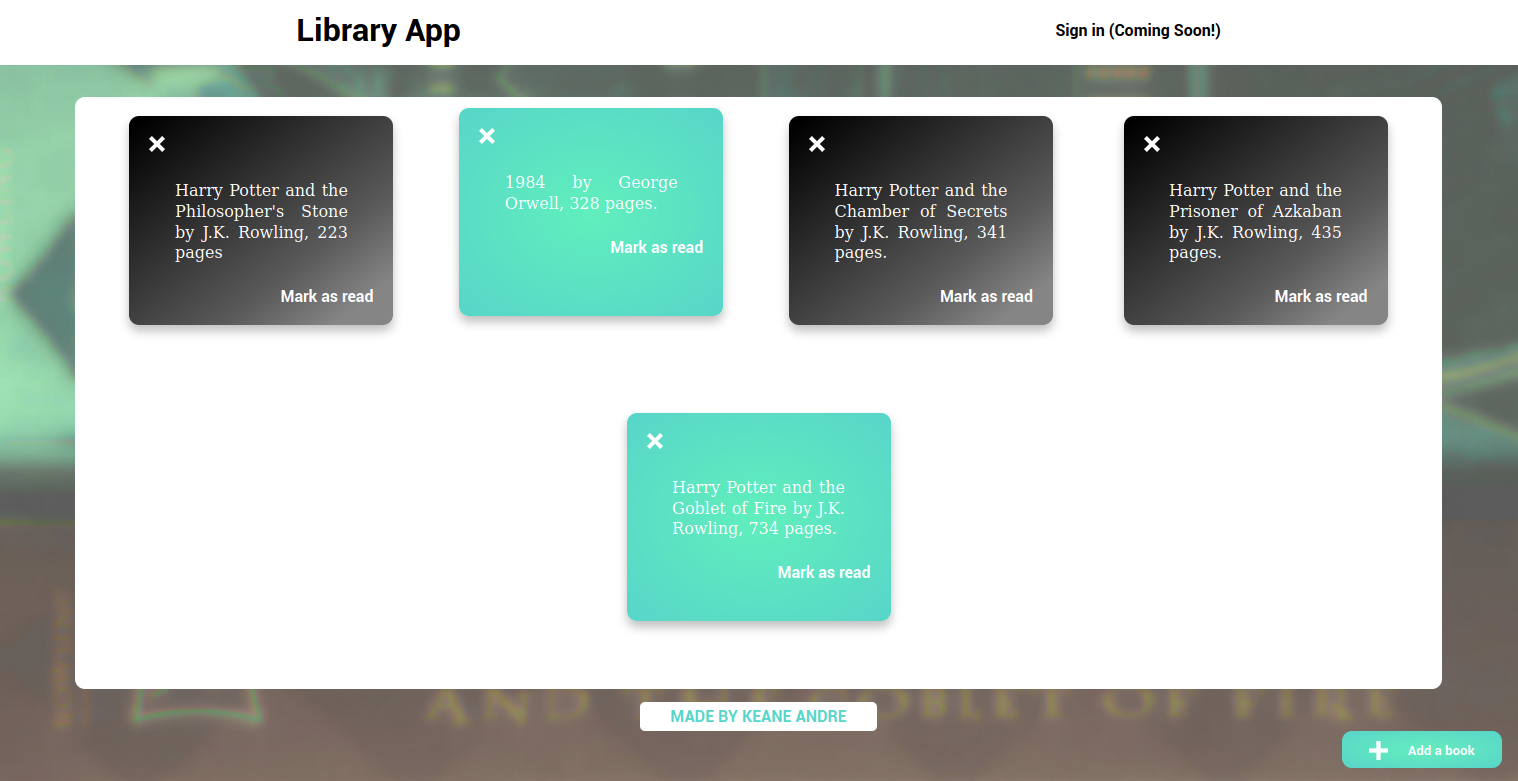 Library App
Sign in (Coming Soon!)
Harry Potter and the
Philosopher's Stone
by J.K. Rowling, 223
pages
Mark as read
1984 by George
Orwell, 328 pages.
Mark as read
Harry Potter and the
Chamber of Secrets
by J.K. Rowling, 341
pages.
Mark as read
Harry Potter and the
Prisoner of Azkaban
by J.K. Rowling, 435
pages.
Mark as read
Harry Potter and the
Goblet of Fire by J.K.
Rowling, 734 pages.
Mark as read
AND THE GOBLET OF FIRE
MADE BY KEANE ANDRE
Add a book